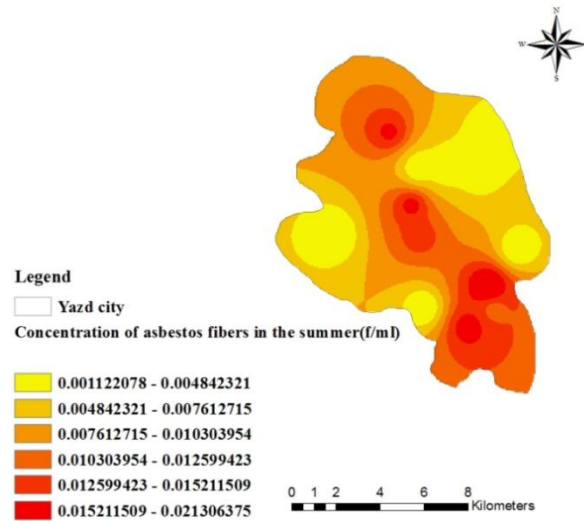 N
W E
S
Legend
Yazd city
Concentration of asbestos fibers in the summer(f/ml)
0.001122078 - 0.004842321
0.004842321 - 0.007612715
0.007612715 - 0.010303954
0.010303954 - 0.012599423
0.012599423 - 0.015211509
0.015211509 - 0.021306375
0 1 2 4 6 8
Kilometers